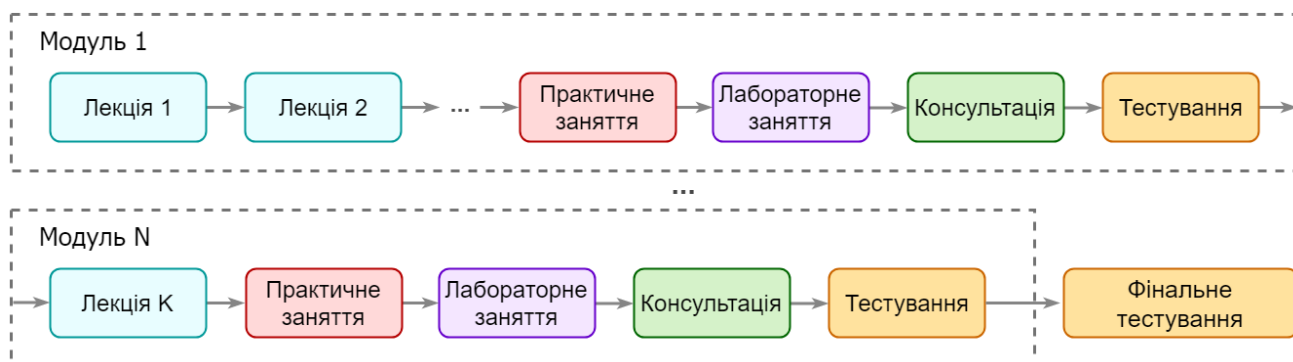 Модуль 1
Лекція 1
Лекція 2
...
Практичне
заняття
Лабораторне
заняття
Консультація
Тестування
...
Модуль N
Лекція K
Практичне
заняття
Лабораторне
заняття
Консультація
Тестування
Фінальне
тестування